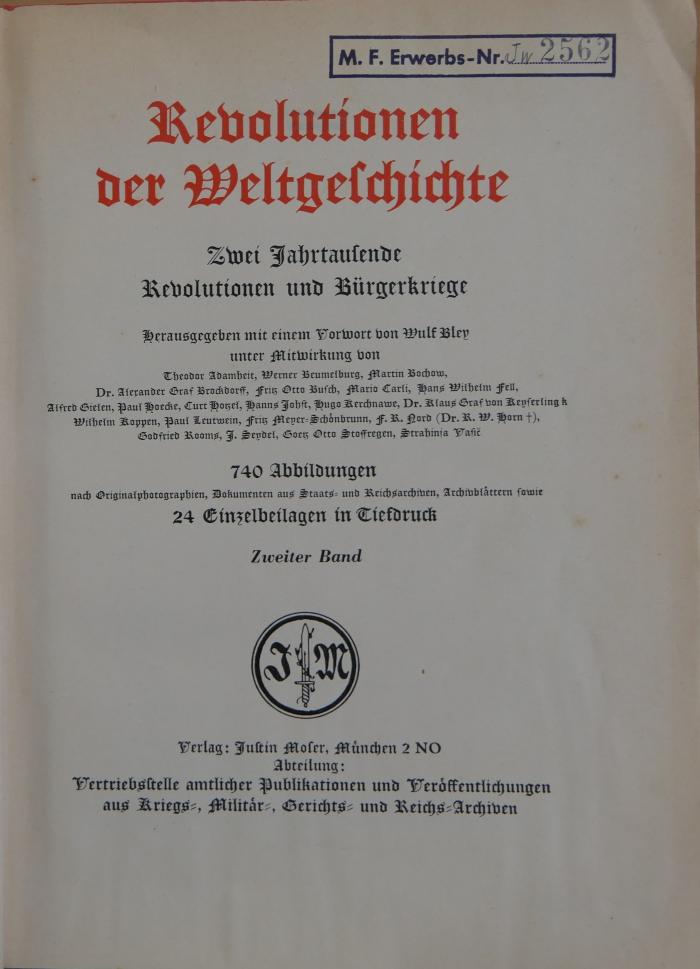 M. F. Erwerbs-Nr. Jw 2562
Revolutionen
der Weltgeſchichte
Zwei Jahrtauſende
Revolutionen und Bürgerkriege
Herausgegeben mit einem Vorwort von Wulf Bley
unter Mitwirkung von
Theodor Adamheit, Werner Beumelburg, Martin Bochow,
Dr. Alexander Graf Brockdorff, Fritz Otto Buſch, Mario Carli, Hans Wilhelm Fell,
Alfred Gielen, Paul Hoecke, Curt Hotzel, Hanns Johſt, Hugo Kerchnawe, Dr. Klaus Graf von Keyſerlingk
Wilhelm Koppen, Paul Leutwein, Fritz Meyer-Schönbrunn, F. R. Nord (Dr. R. W. Horn †),
Godfried Rooms, J. Seydel, Goetz Otto Stoffregen, Strahinia Vaſič
740 Abbildungen
nach Originalphotographien, Dokumenten aus Staats- und Reichsarchiven, Archivblättern ſowie
24 Einzelbeilagen in Tiefdruck
Zweiter Band
J M
Verlag: Juſtin Moſer, München 2 NO
Abteilung:
Vertriebsſtelle amtlicher Publikationen und Veröffentlichungen
aus Kriegs-, Militär-, Gerichts- und Reichs-Archiven